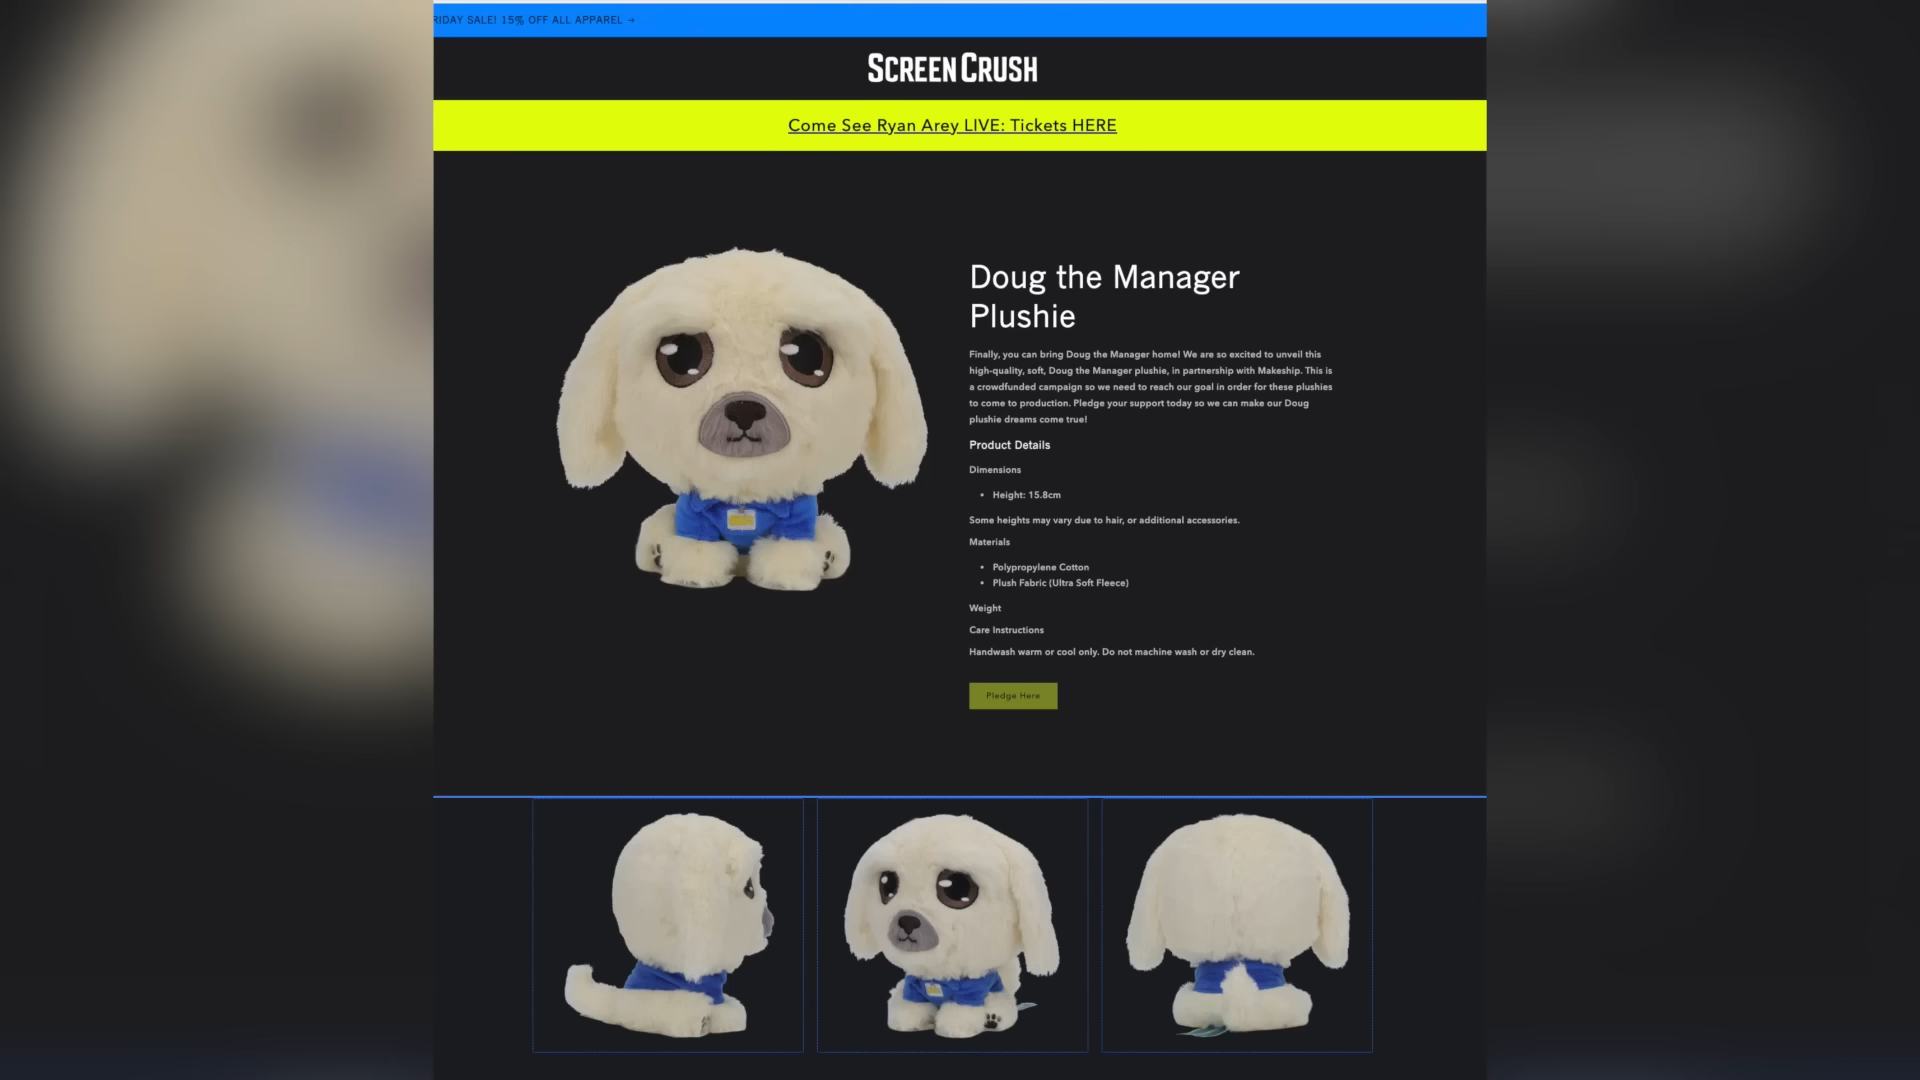 RIDAY SALE! 15% OFF ALL APPAREL →
SCREENCRUSH
Come See Ryan Arey LIVE: Tickets HERE
Doug the Manager
Plushie
Finally, you can bring Doug the Manager home! We are so excited to unveil this
high-quality, soft, Doug the Manager plushie, in partnership with Makeship. This is
a crowdfunded campaign so we need to reach our goal in order for these plushies
to come to production. Pledge your support today so we can make our Doug
plushie dreams come true!
Product Details
Dimensions
• Height: 15.8cm
Some heights may vary due to hair, or additional accessories.
Materials
• Polypropylene Cotton
• Plush Fabric (Ultra Soft Fleece)
Weight
Care Instructions
Handwash warm or cool only. Do not machine wash or dry clean.
Pledge Here